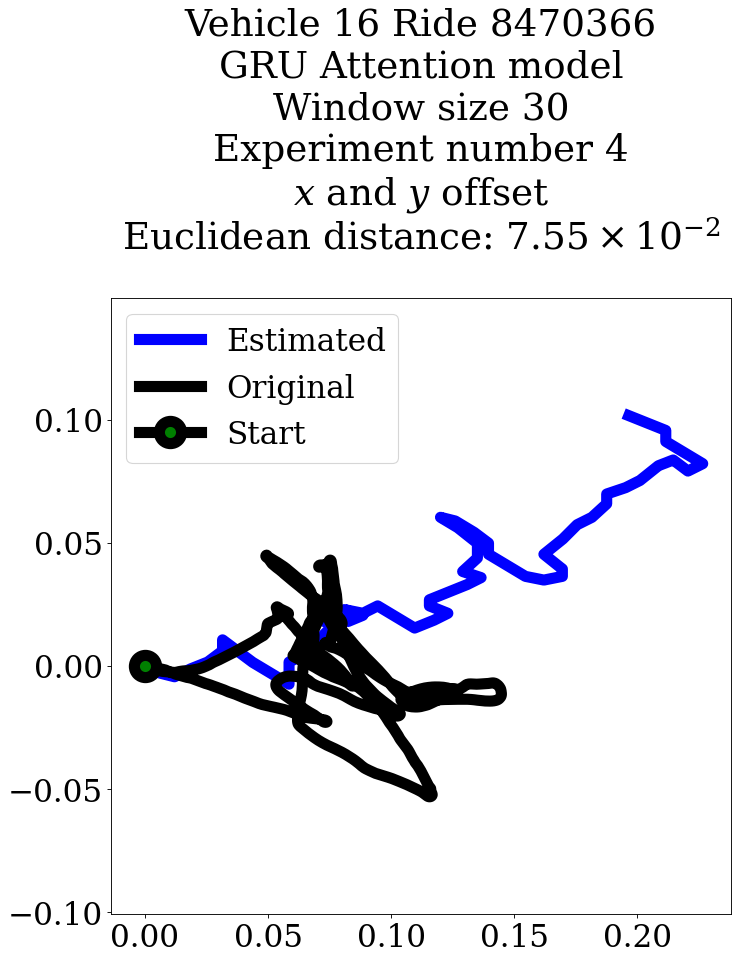 Vehicle 16 Ride 8470366
GRU Attention model
Window size 30
Experiment number 4
x and y offset
Euclidean distance: 7.55 × 10⁻²
Estimated
Original
Start
0.10
0.05
0.00
−0.05
−0.10
0.00 0.05 0.10 0.15 0.20